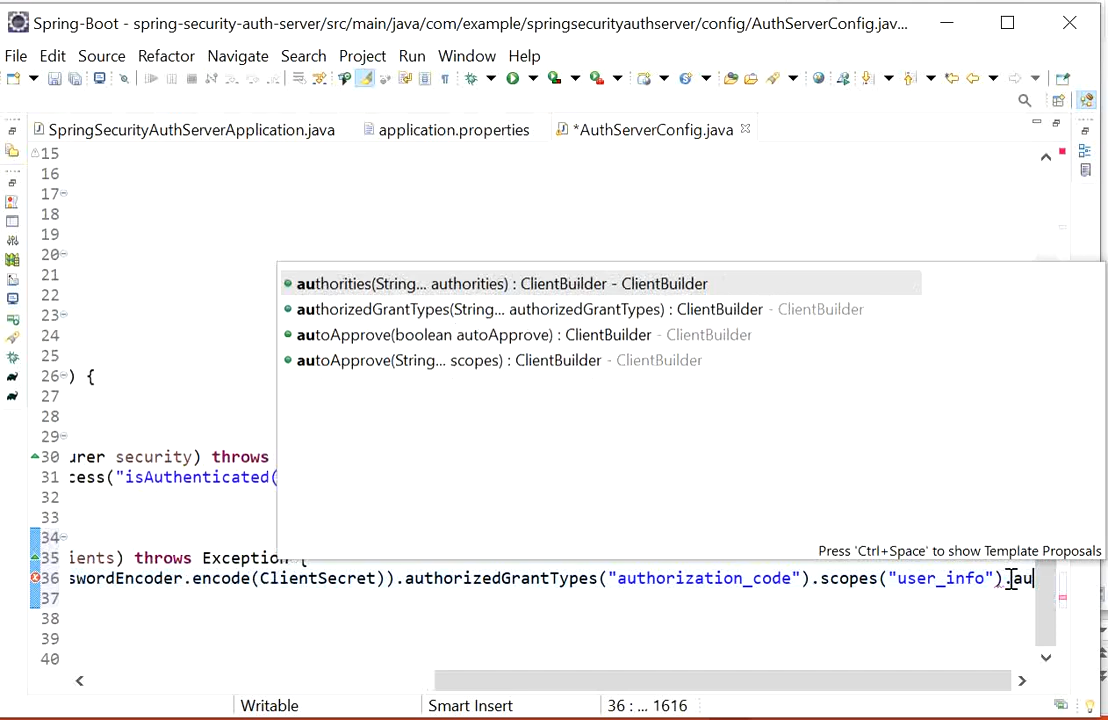 Spring-Boot - spring-security-auth-server/src/main/java/com/example/springsecurityauthserver/config/AuthServerConfig.jav...
File Edit Source Refactor Navigate Search Project Run Window Help
SpringSecurityAuthServerApplication.java application.properties *AuthServerConfig.java
15
16
17
18
19
20
21
22
23
24
25
26 ) {
27
28
29
30 urer security) throws
31 cess("isAuthenticated(
32
33
34
35 ients) throws Exception {
36 swordEncoder.encode(ClientSecret)).authorizedGrantTypes("authorization_code").scopes("user_info").au
37
38
39
40
authorities(String... authorities) : ClientBuilder - ClientBuilder
authorizedGrantTypes(String... authorizedGrantTypes) : ClientBuilder - ClientBuilder
autoApprove(boolean autoApprove) : ClientBuilder - ClientBuilder
autoApprove(String... scopes) : ClientBuilder - ClientBuilder
Press 'Ctrl+Space' to show Template Proposals
Writable Smart Insert 36 : ... 1616